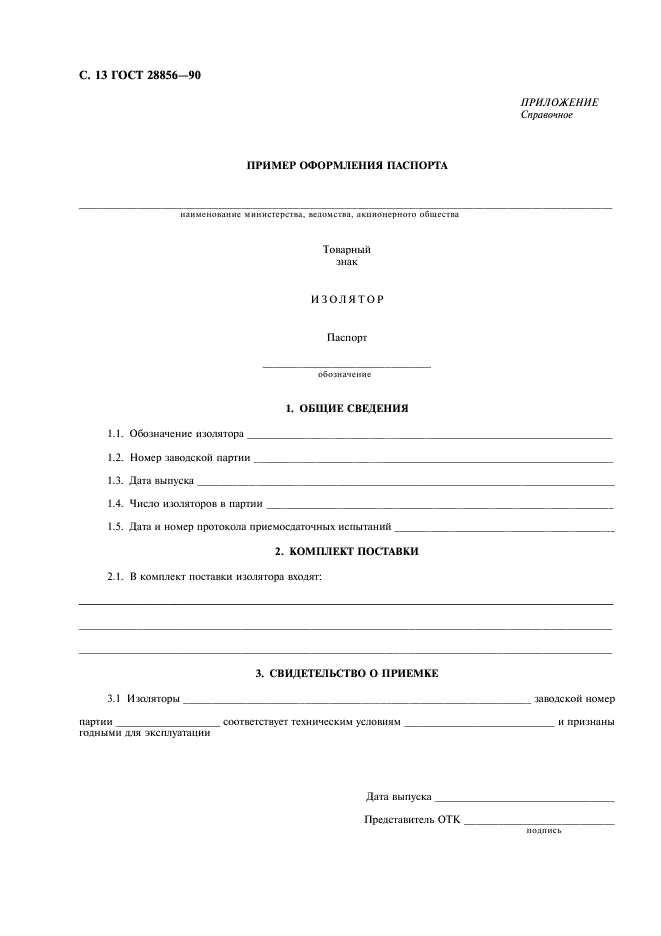 С. 13 ГОСТ 28856—90
ПРИЛОЖЕНИЕ
Справочное
ПРИМЕР ОФОРМЛЕНИЯ ПАСПОРТА
наименование министерства, ведомства, акционерного общества
Товарный
знак
ИЗОЛЯТОР
Паспорт
обозначение
1. ОБЩИЕ СВЕДЕНИЯ
1.1. Обозначение изолятора
1.2. Номер заводской партии
1.3. Дата выпуска
1.4. Число изоляторов в партии
1.5. Дата и номер протокола приемосдаточных испытаний
2. КОМПЛЕКТ ПОСТАВКИ
2.1. В комплект поставки изолятора входят:
3. СВИДЕТЕЛЬСТВО О ПРИЕМКЕ
3.1 Изоляторы ______ заводской номер
партии ______ соответствует техническим условиям ______ и признаны
годными для эксплуатации
Дата выпуска
Представитель ОТК
подпись